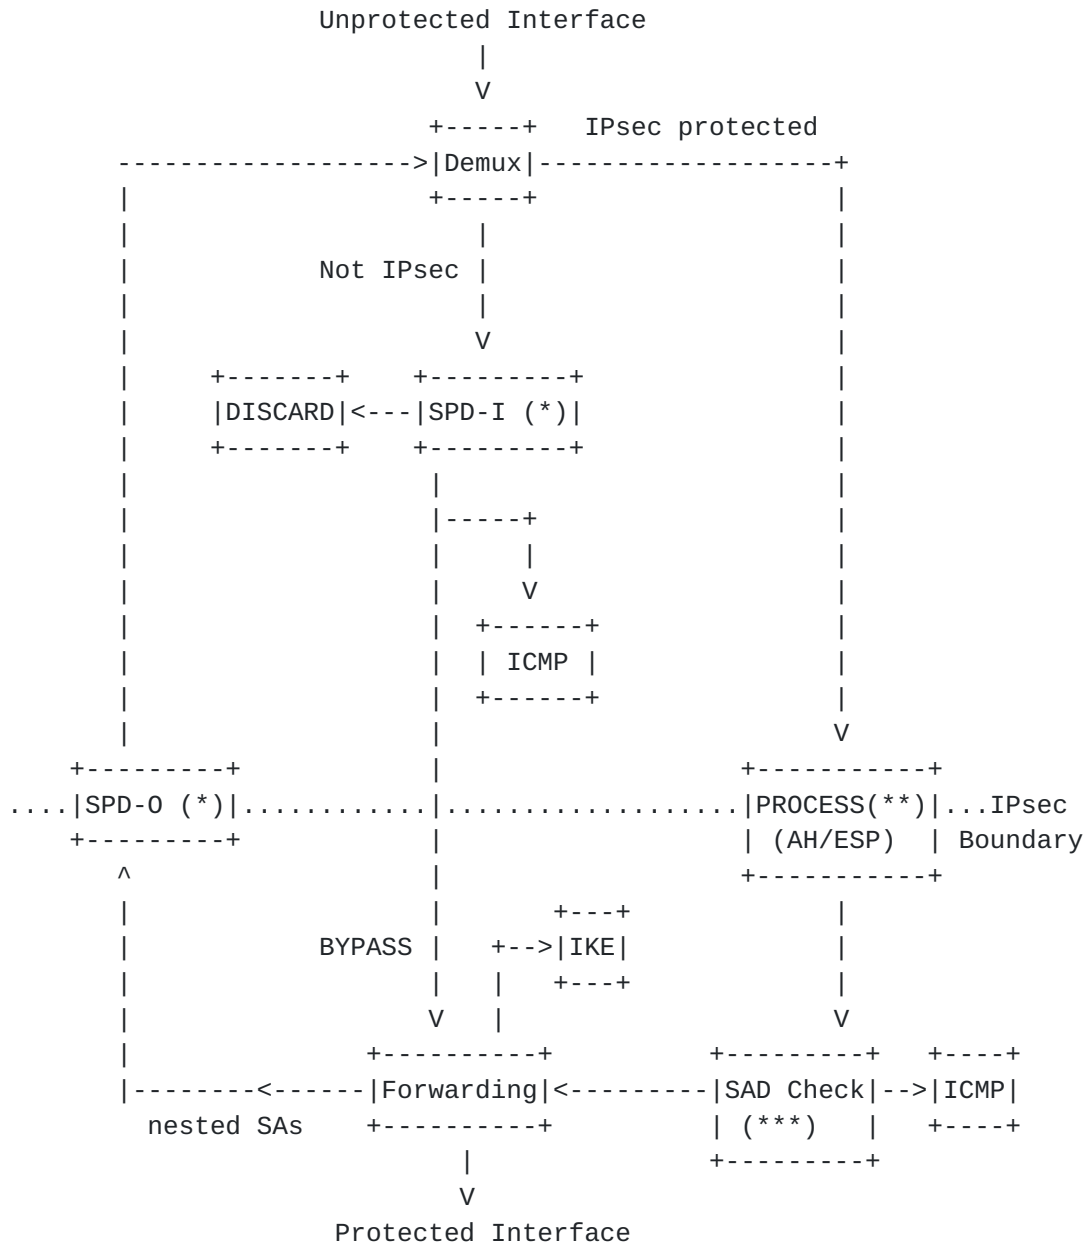 Unprotected Interface
|
V
+-----+   IPsec protected
------------------->|Demux|-------------------+
|                   +-----+                   |
|                      |                      |
|            Not IPsec |                      |
|                      |                      |
|                      V                      |
|     +-------+    +---------+                |
|     |DISCARD|<---|SPD-I (*)|                |
|     +-------+    +---------+                |
|                   |                         |
|                   |-----+                   |
|                   |     |                   |
|                   |     V                   |
|                   |  +------+               |
|                   |  | ICMP |               |
|                   |  +------+               |
|                   |                         V
+---------+            |                   +-----------+
....|SPD-O (*)|............|...................|PROCESS(**)|...IPsec
+---------+            |                   | (AH/ESP)  | Boundary
^                   |                   +-----------+
|                   |       +---+             |
|            BYPASS |   +-->|IKE|             |
|                   |   |   +---+             |
|                   V   |                     V
|               +----------+          +---------+   +----+
|--------<------|Forwarding|<---------|SAD Check|-->|ICMP|
nested SAs    +----------+          | (***)   |   +----+
|               +---------+
V
Protected Interface